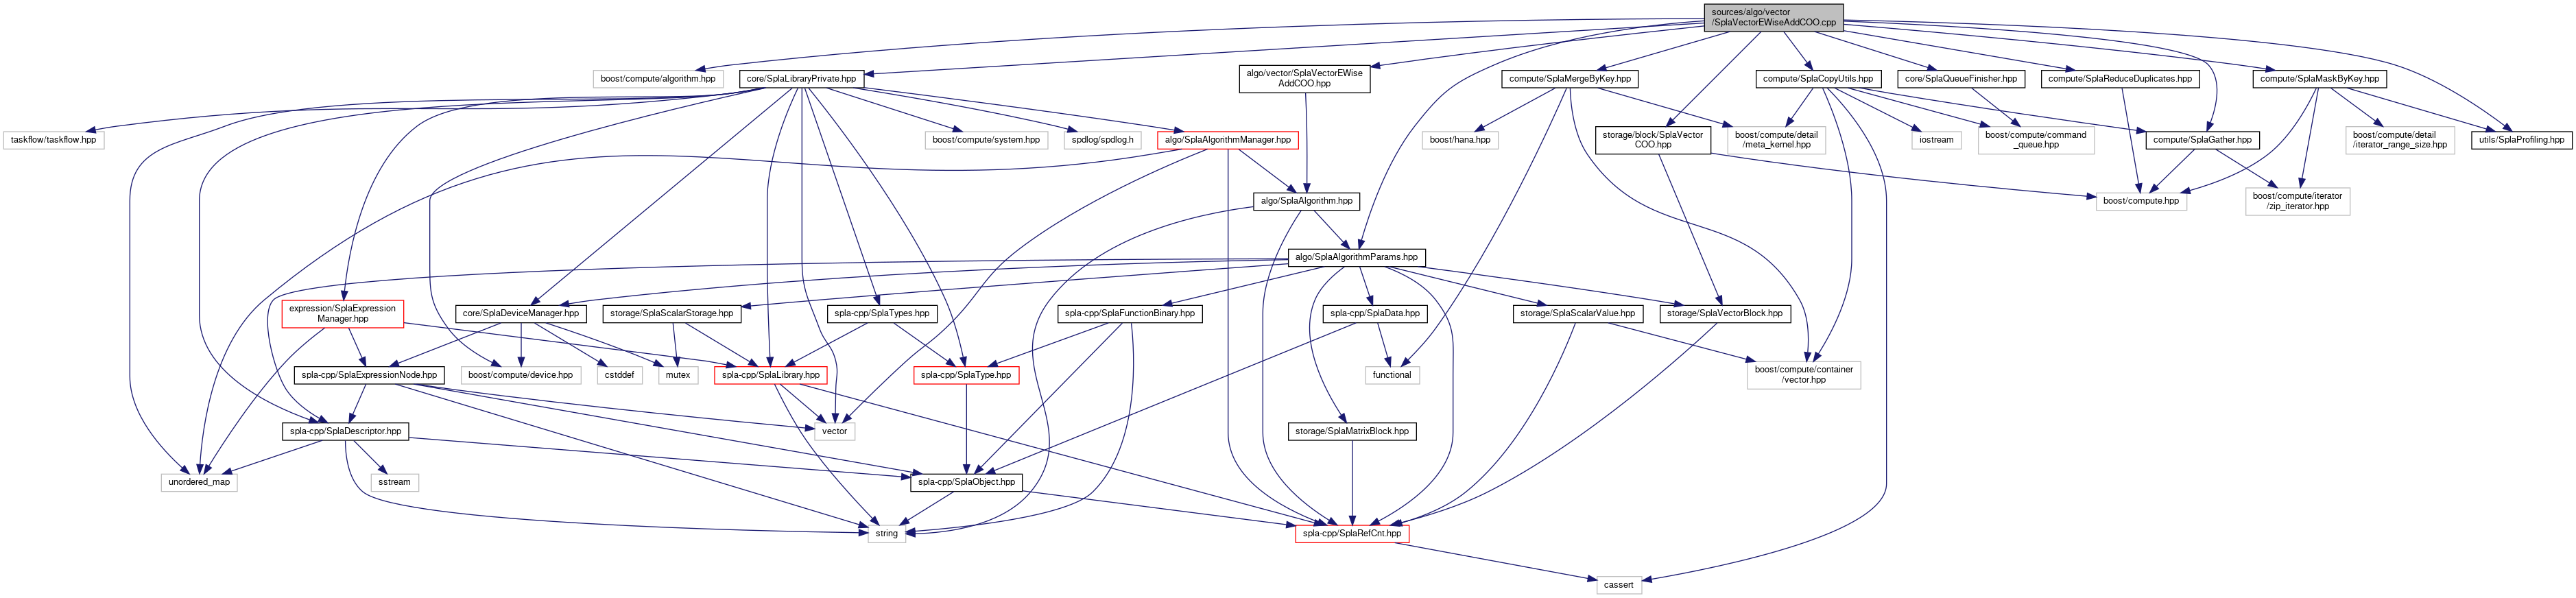 sources/algo/vector
/SplaVectorEWiseAddCOO.cpp
boost/compute/algorithm.hpp
core/SplaLibraryPrivate.hpp
algo/vector/SplaVectorEWise
AddCOO.hpp
compute/SplaMergeByKey.hpp
compute/SplaCopyUtils.hpp
core/SplaQueueFinisher.hpp
compute/SplaReduceDuplicates.hpp
compute/SplaMaskByKey.hpp
taskflow/taskflow.hpp
boost/compute/system.hpp
spdlog/spdlog.h
algo/SplaAlgorithmManager.hpp
boost/hana.hpp
storage/block/SplaVector
COO.hpp
boost/compute/detail
/meta_kernel.hpp
iostream
boost/compute/command
_queue.hpp
compute/SplaGather.hpp
boost/compute/detail
/iterator_range_size.hpp
utils/SplaProfiling.hpp
algo/SplaAlgorithm.hpp
boost/compute.hpp
boost/compute/iterator
/zip_iterator.hpp
algo/SplaAlgorithmParams.hpp
expression/SplaExpression
Manager.hpp
core/SplaDeviceManager.hpp
storage/SplaScalarStorage.hpp
spla-cpp/SplaTypes.hpp
spla-cpp/SplaFunctionBinary.hpp
spla-cpp/SplaData.hpp
storage/SplaScalarValue.hpp
storage/SplaVectorBlock.hpp
spla-cpp/SplaExpressionNode.hpp
boost/compute/device.hpp
cstddef
mutex
spla-cpp/SplaLibrary.hpp
spla-cpp/SplaType.hpp
functional
boost/compute/container
/vector.hpp
spla-cpp/SplaDescriptor.hpp
vector
storage/SplaMatrixBlock.hpp
unordered_map
sstream
spla-cpp/SplaObject.hpp
string
spla-cpp/SplaRefCnt.hpp
cassert